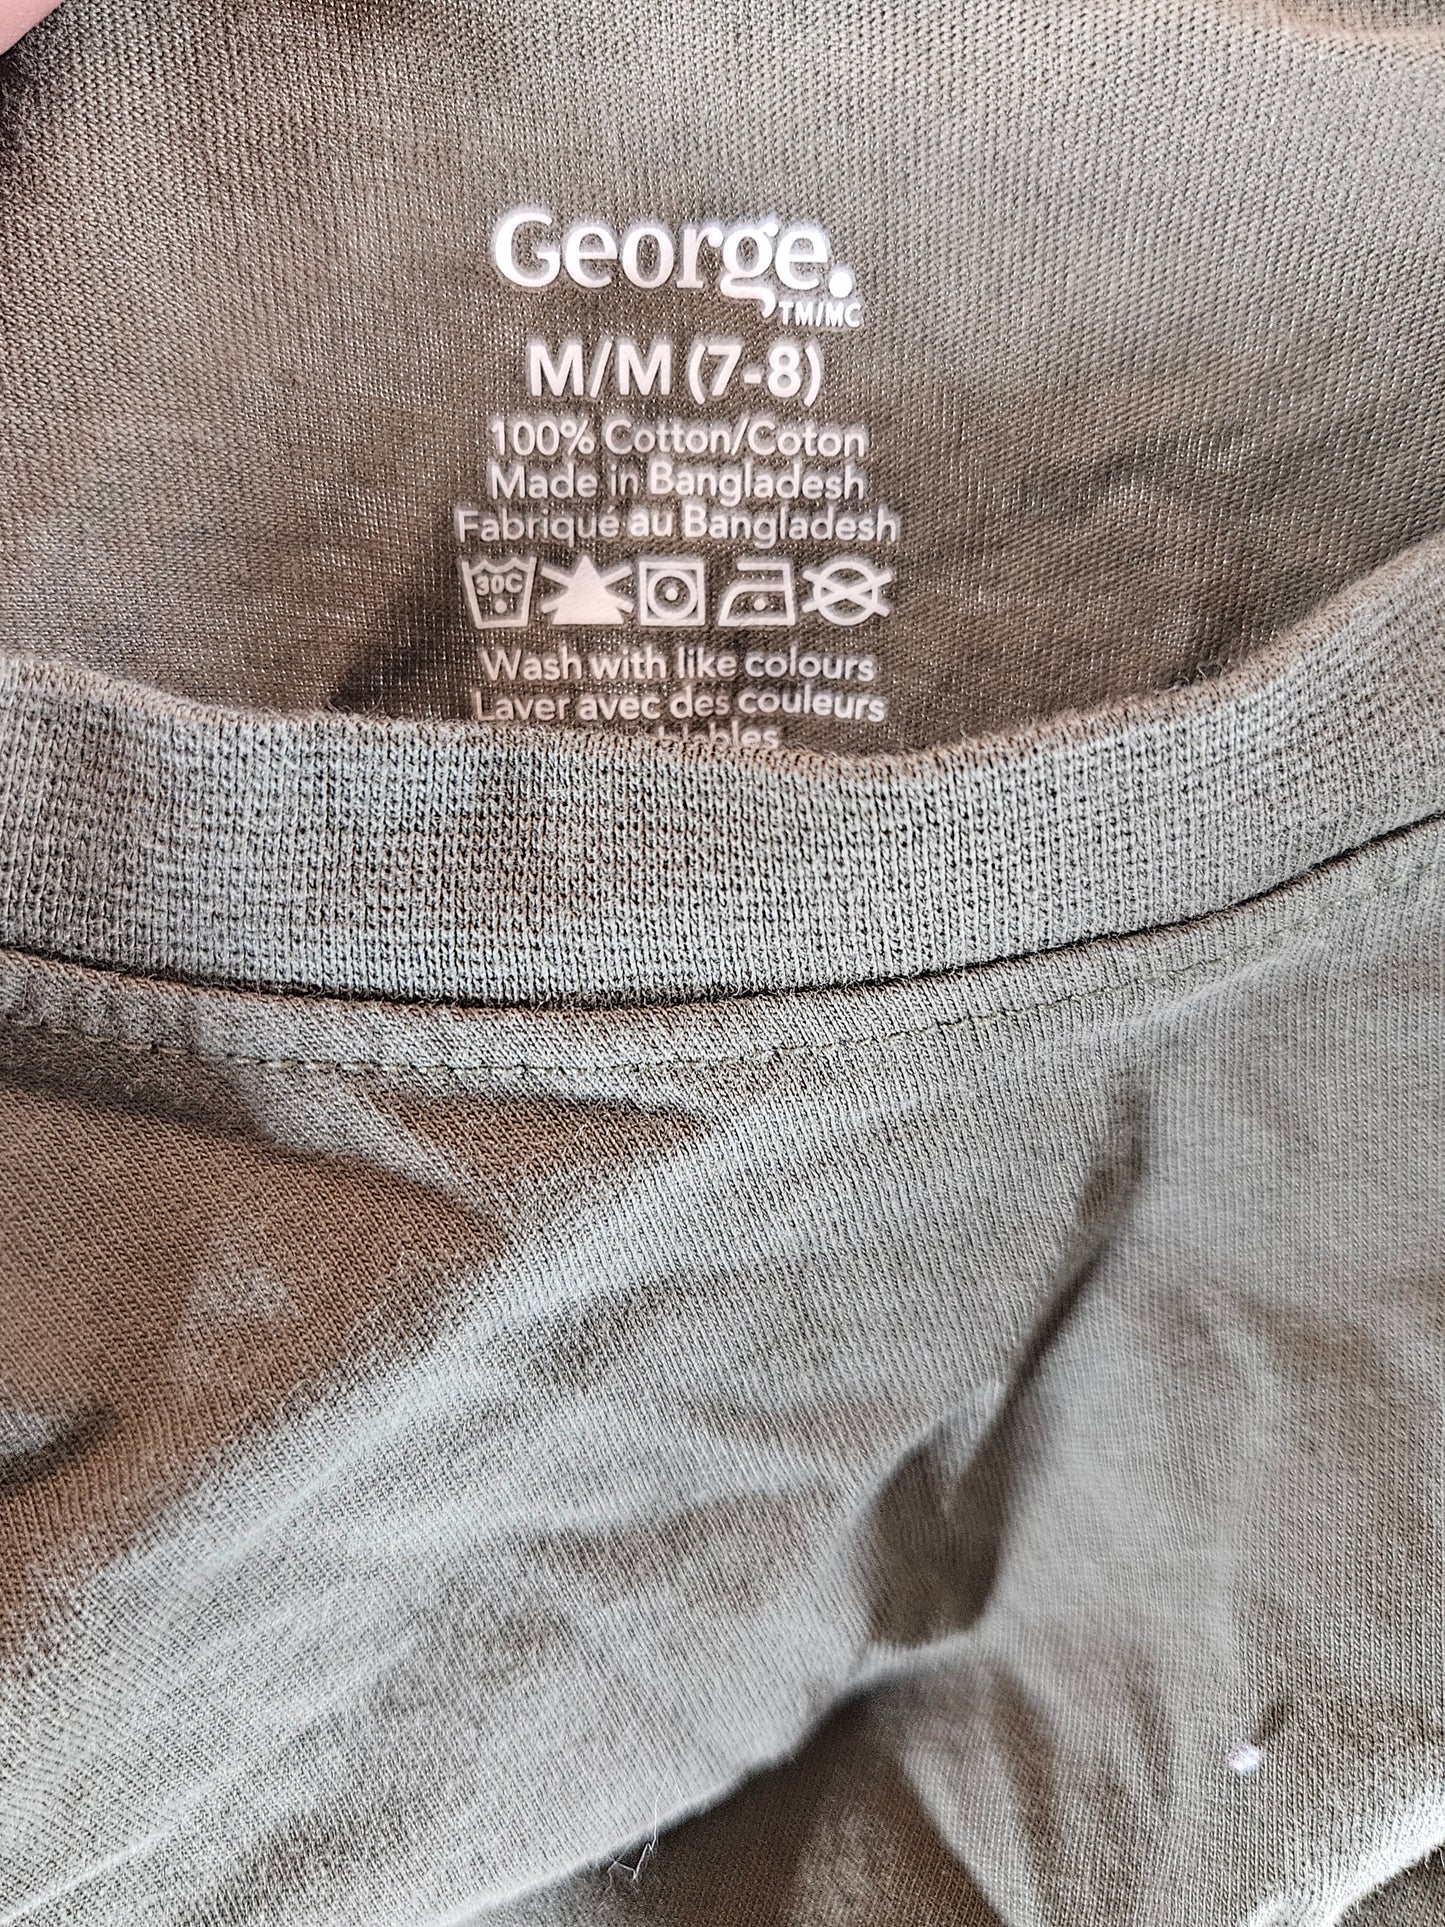 George.
TM/MC
M/M (7-8)
100% Cotton/Coton
Made in Bangladesh
Fabriqué au Bangladesh
30C
Wash with like colours
Laver avec des couleurs